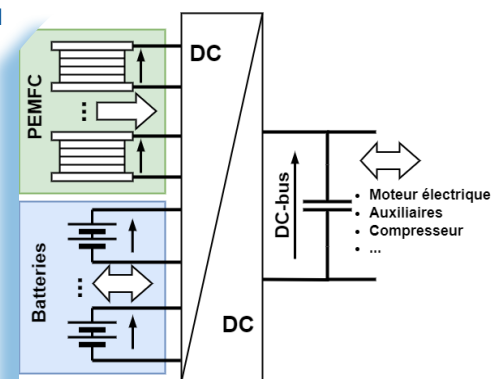 PEMFC
...
DC
Batteries
...
DC
DC-bus
• Moteur électrique
• Auxiliaires
• Compresseur
• ...